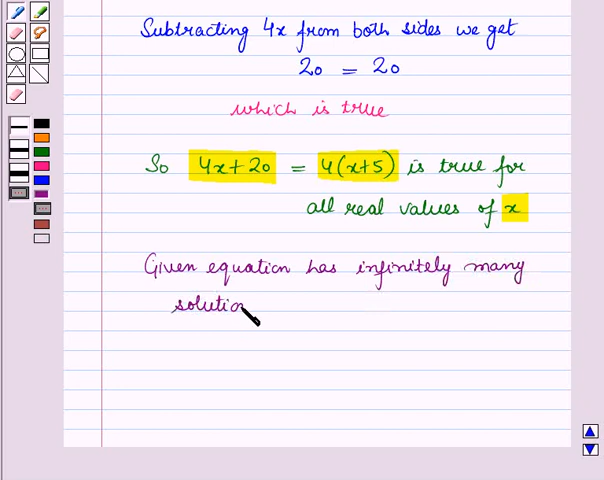 Subtracting 4x from both sides we get
20 = 20
which is true
So 4x+20 = 4(x+5) is true for
all real values of x
Given equation has infinitely many
solution